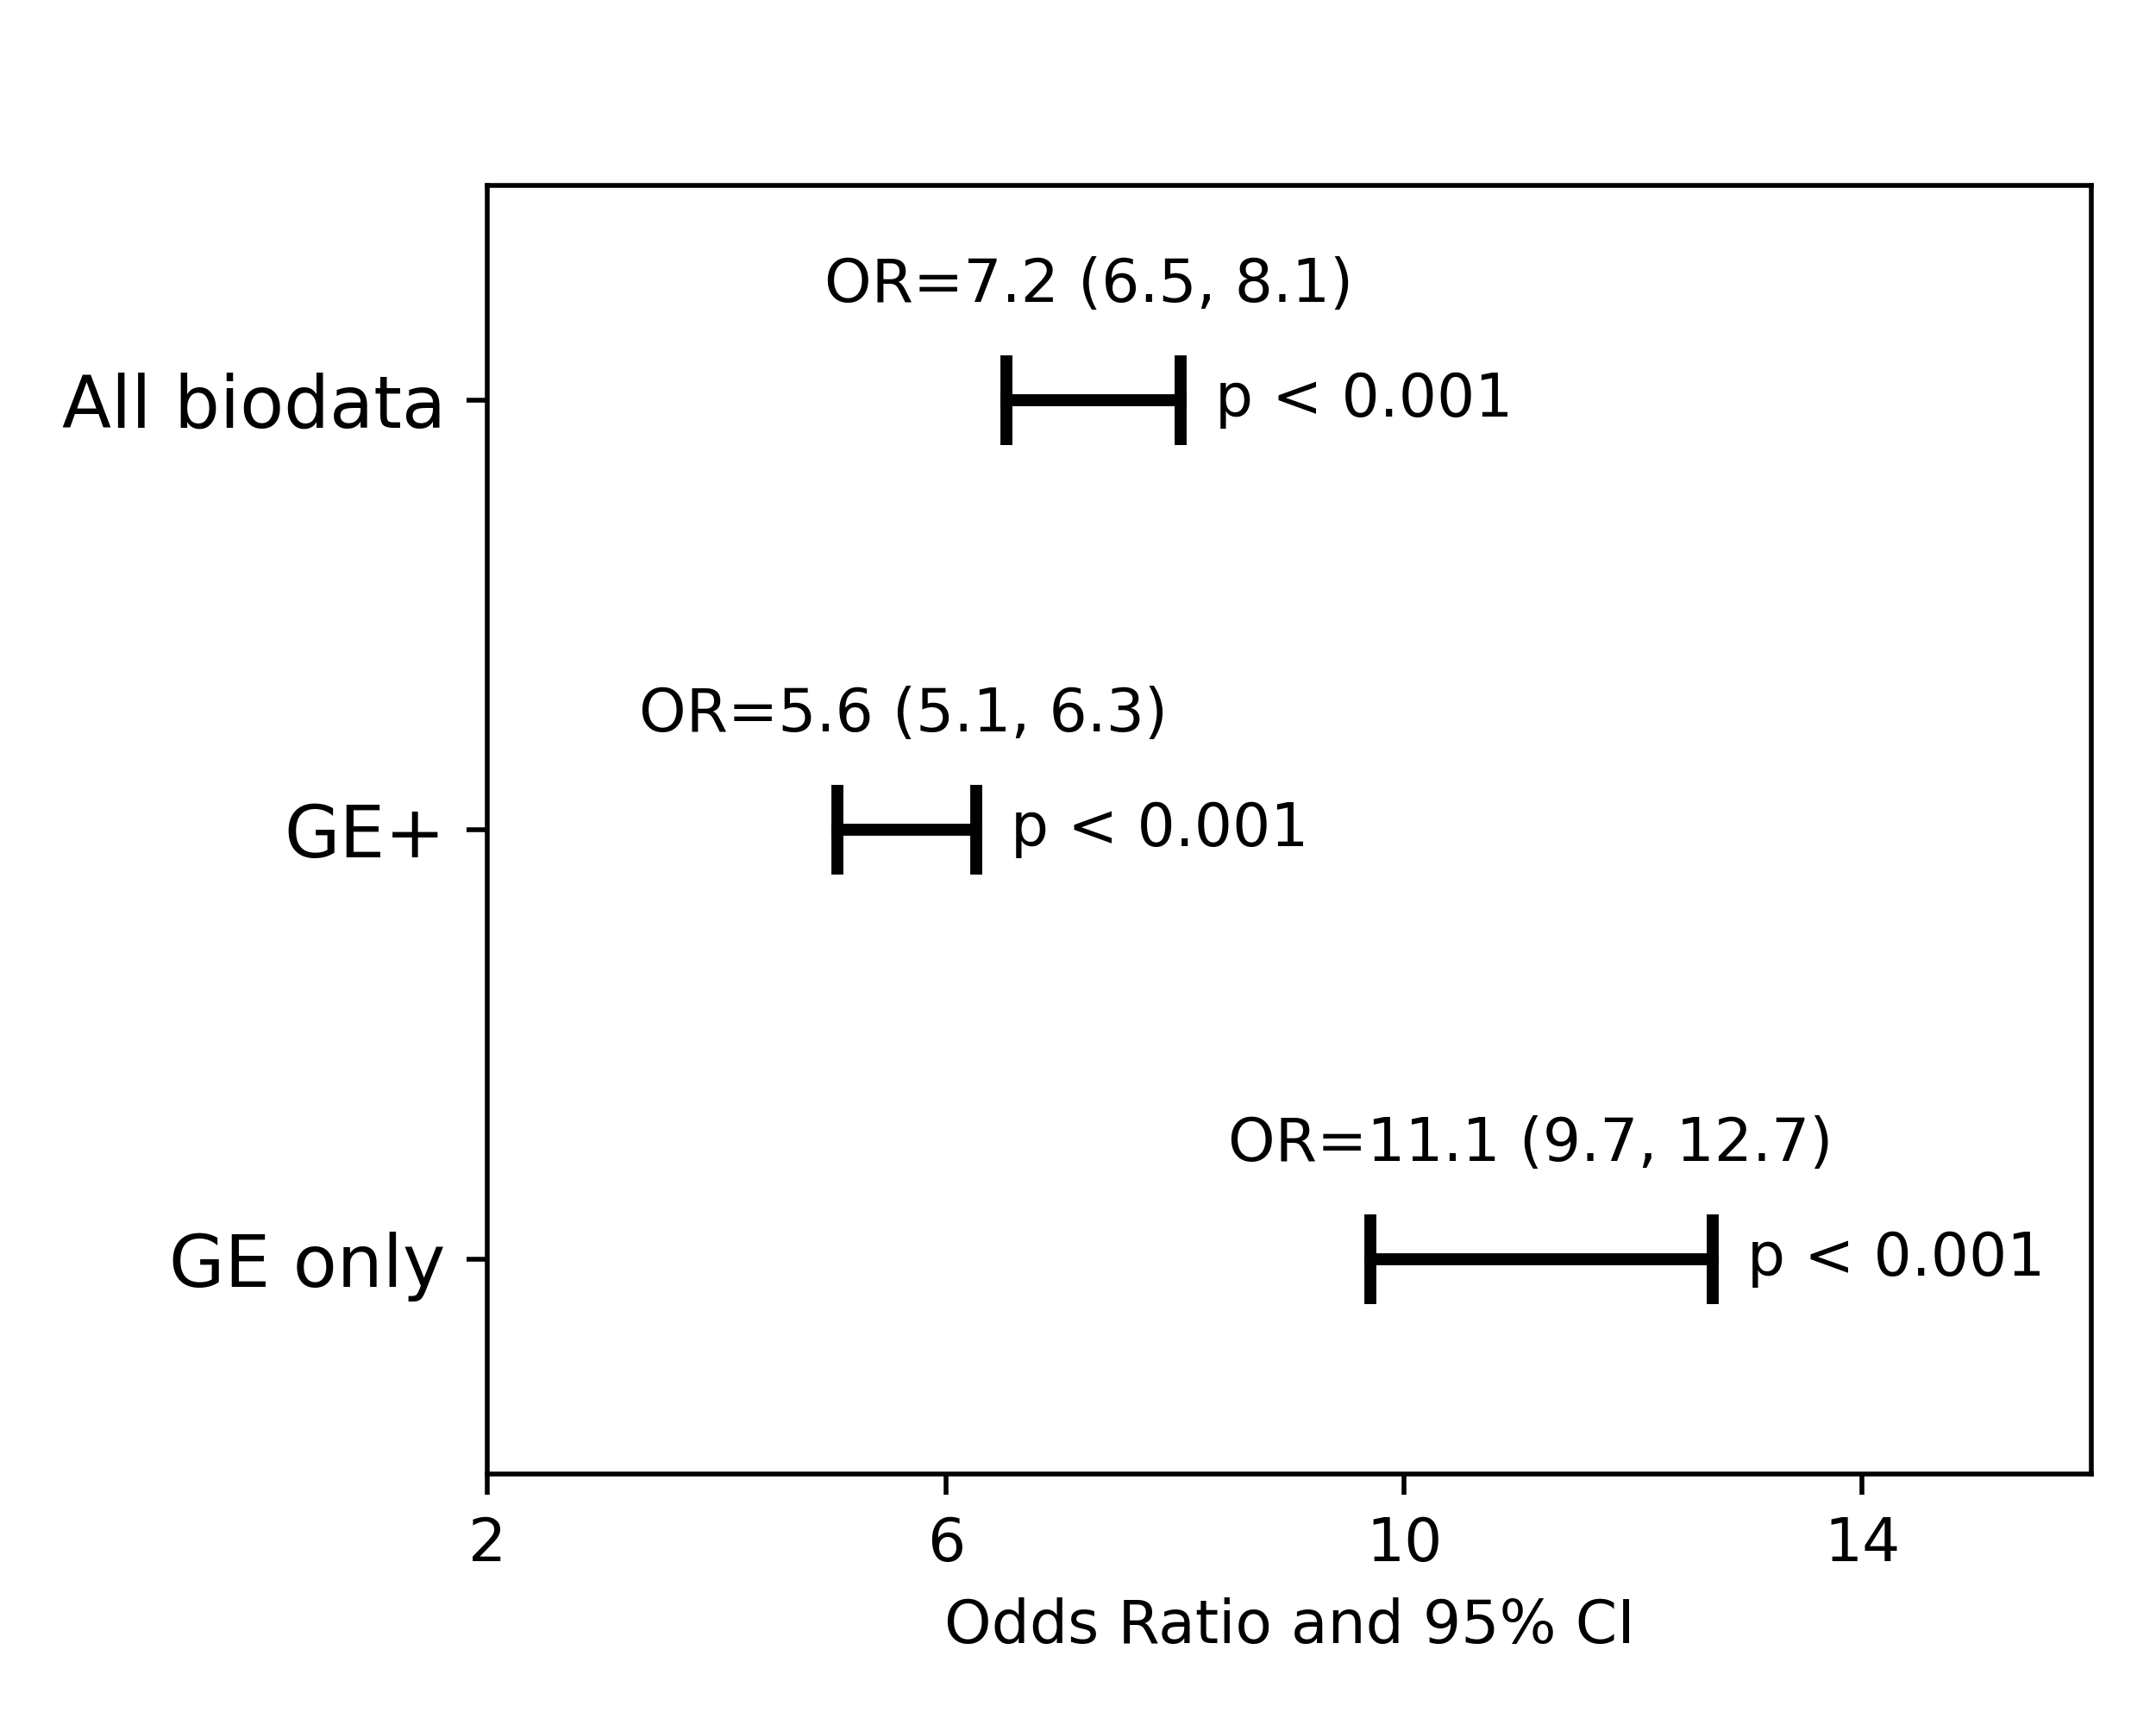 OR=7.2 (6.5, 8.1)
All biodata
p < 0.001
OR=5.6 (5.1, 6.3)
GE+
p < 0.001
OR=11.1 (9.7, 12.7)
GE only
p < 0.001
2
6
10
14
Odds Ratio and 95% CI